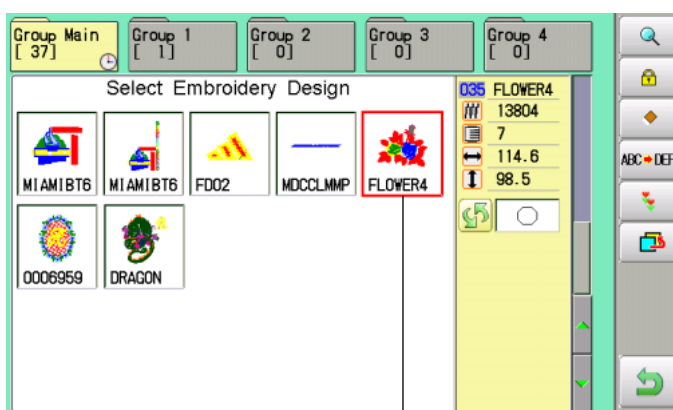 Group Main
[ 37]
Group 1
[ 1]
Group 2
[ 0]
Group 3
[ 0]
Group 4
[ 0]
Select Embroidery Design
MIAMIBT6
MIAMIBT6
FD02
MDCCLMMP
FLOWER4
0006959
DRAGON
035 FLOWER4
13804
7
114.6
98.5
ABC DEF